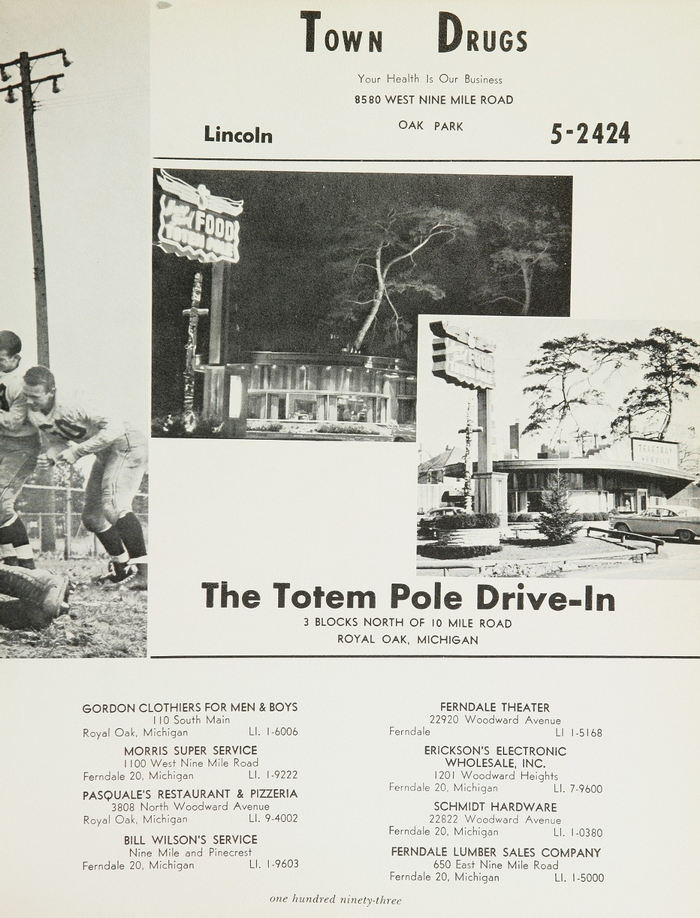 Town Drugs
Your Health Is Our Business
8580 WEST NINE MILE ROAD
OAK PARK
Lincoln 5-2424
FOOD
TOTEM POLE
The Totem Pole Drive-In
3 BLOCKS NORTH OF 10 MILE ROAD
ROYAL OAK, MICHIGAN
GORDON CLOTHIERS FOR MEN & BOYS
110 South Main
Royal Oak, Michigan LI. 1-6006
MORRIS SUPER SERVICE
1100 West Nine Mile Road
Ferndale 20, Michigan LI. 1-9222
PASQUALE'S RESTAURANT & PIZZERIA
3808 North Woodward Avenue
Royal Oak, Michigan LI. 9-4002
BILL WILSON'S SERVICE
Nine Mile and Pinecrest
Ferndale 20, Michigan LI. 1-9603
FERNDALE THEATER
22920 Woodward Avenue
Ferndale LI 1-5168
ERICKSON'S ELECTRONIC
WHOLESALE, INC.
1201 Woodward Heights
Ferndale 20, Michigan LI. 7-9600
SCHMIDT HARDWARE
22822 Woodward Avenue
Ferndale 20, Michigan LI. 1-0380
FERNDALE LUMBER SALES COMPANY
650 East Nine Mile Road
Ferndale 20, Michigan LI. 1-5000
one hundred ninety-three